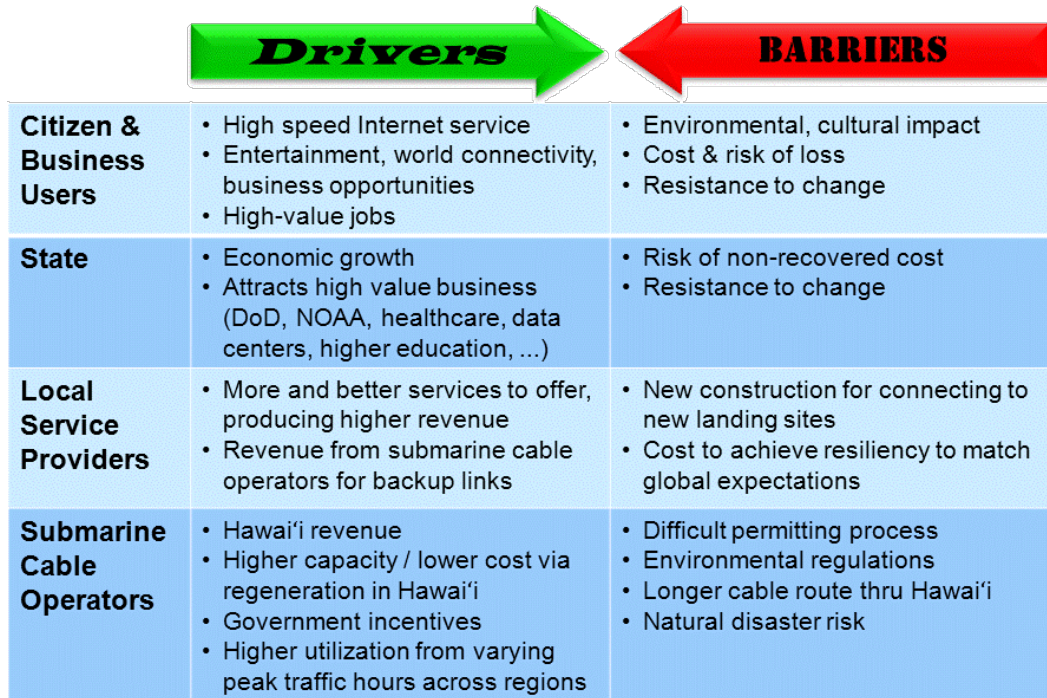 Drivers
BARRIERS
Citizen &
Business
Users
• High speed Internet service
• Entertainment, world connectivity,
business opportunities
• High-value jobs
• Environmental, cultural impact
• Cost & risk of loss
• Resistance to change
State
• Economic growth
• Attracts high value business
(DoD, NOAA, healthcare, data
centers, higher education, ...)
• Risk of non-recovered cost
• Resistance to change
Local
Service
Providers
• More and better services to offer,
producing higher revenue
• Revenue from submarine cable
operators for backup links
• New construction for connecting to
new landing sites
• Cost to achieve resiliency to match
global expectations
Submarine
Cable
Operators
• Hawaiʻi revenue
• Higher capacity / lower cost via
regeneration in Hawaiʻi
• Government incentives
• Higher utilization from varying
peak traffic hours across regions
• Difficult permitting process
• Environmental regulations
• Longer cable route thru Hawaiʻi
• Natural disaster risk